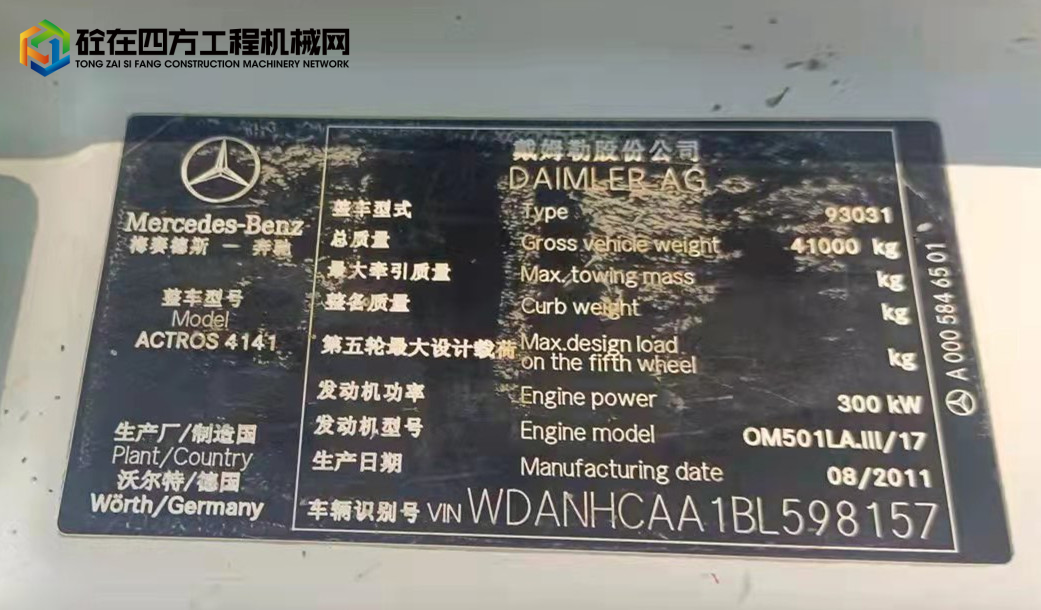 砼在四方工程机械网
TONG ZAI SI FANG CONSTRUCTION MACHINERY NETWORK
Mercedes-Benz
梅赛德斯 — 奔驰
整车型号
Model
ACTROS 4141
生产厂/制造国
Plant/Country
沃尔特/德国
Wörth/Germany
戴姆勒股份公司
DAIMLER AG
整车型式 Type 93031
总质量 Gross vehicle weight 41000 kg
最大牵引质量 Max. towing mass kg
整备质量 Curb weight kg
第五轮最大设计载荷 Max.design load
on the fifth wheel kg
发动机功率 Engine power 300 kW
发动机型号 Engine model OM501LA.III/17
生产日期 Manufacturing date 08/2011
车辆识别号 VIN WDANHCAA1BL598157
A 000 584 65 01